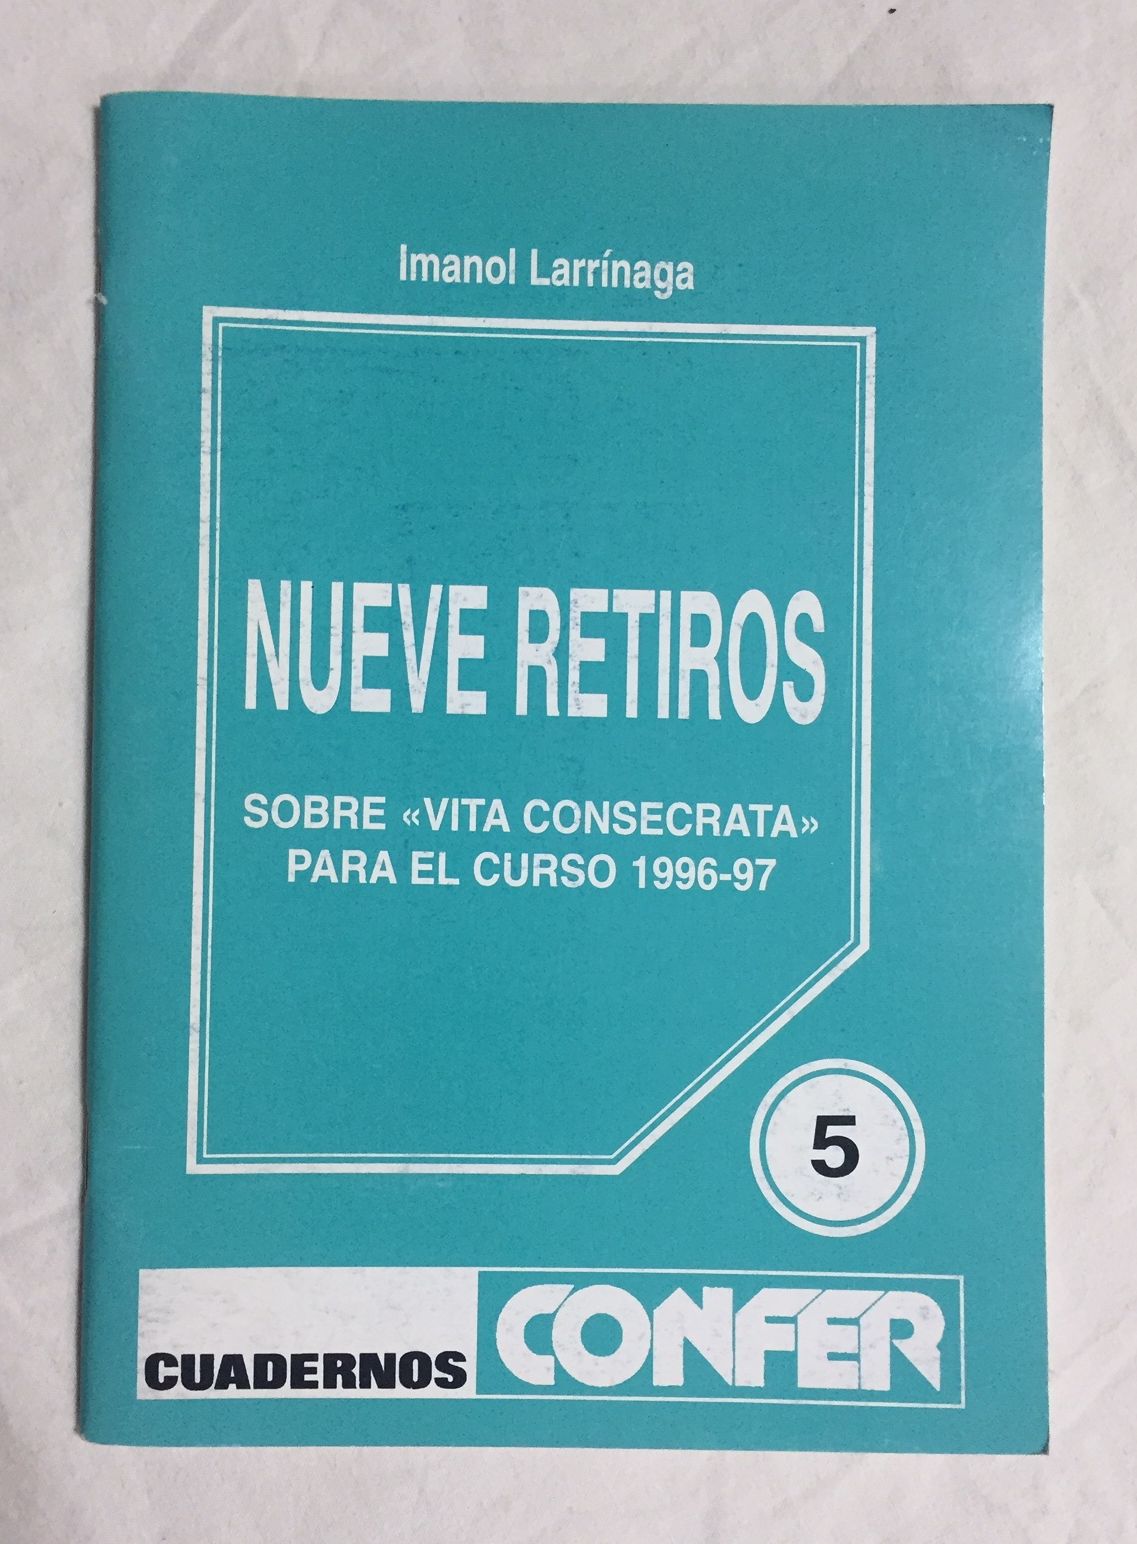 Imanol Larrínaga
NUEVE RETIROS
SOBRE «VITA CONSECRATA»
PARA EL CURSO 1996-97
5
CUADERNOS CONFER